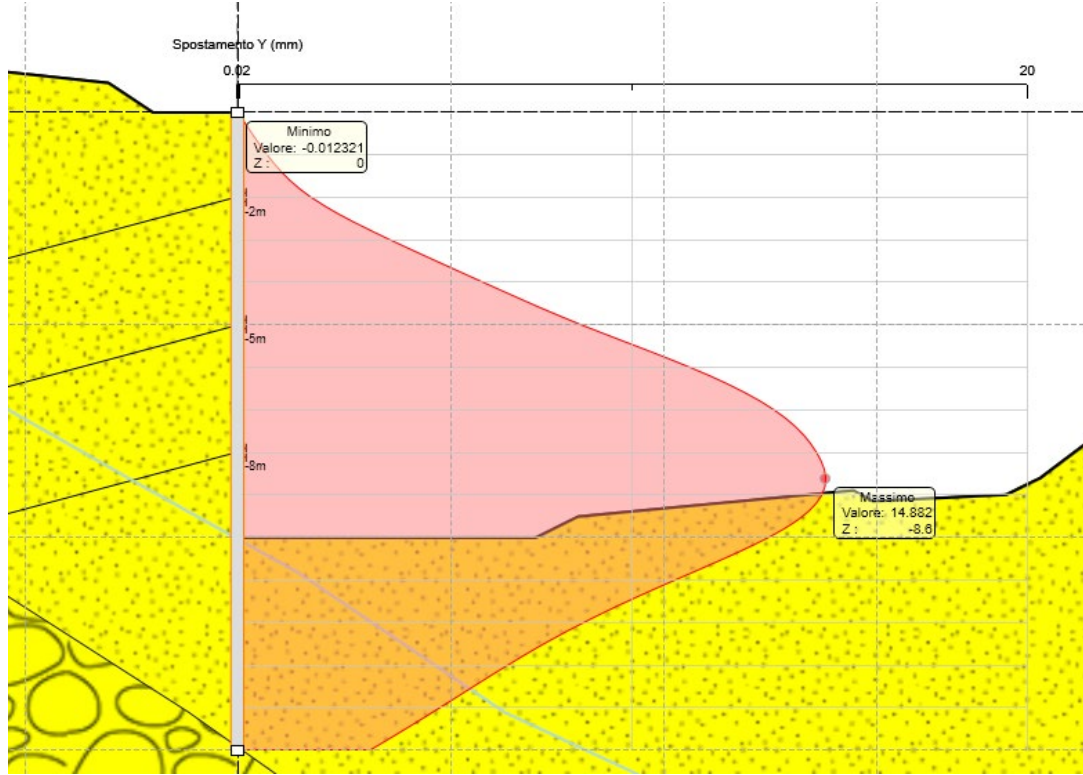 Spostamento Y (mm)
0.02
20
Minimo
Valore: -0.012321
Z : 0
-2m
-5m
-8m
Massimo
Valore: 14.882
Z : -8.6